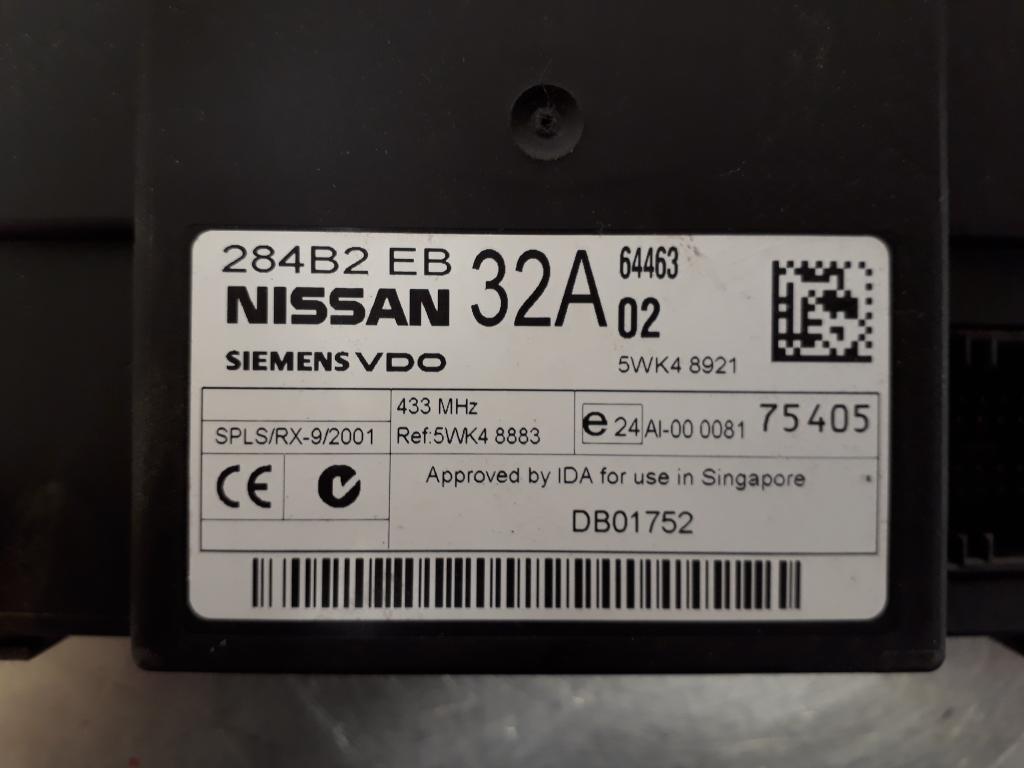 284B2 EB 32A 64463
NISSAN 02
SIEMENS VDO 5WK4 8921
433 MHz
SPLS/RX-9/2001 Ref:5WK4 8883 e 24 AI-00 0081 75405
CE
Approved by IDA for use in Singapore
DB01752